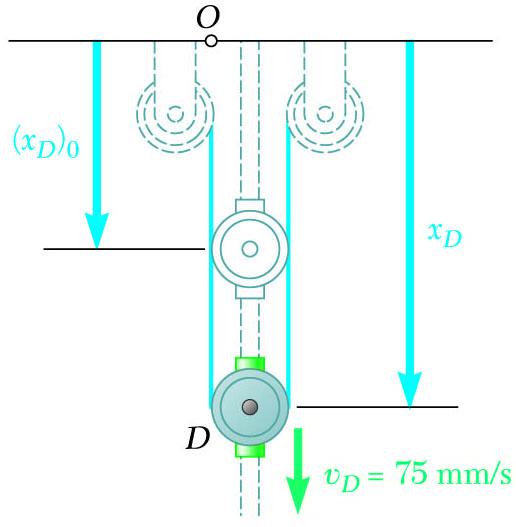 O
(x_D)_0
x_D
D
v_D = 75 mm/s